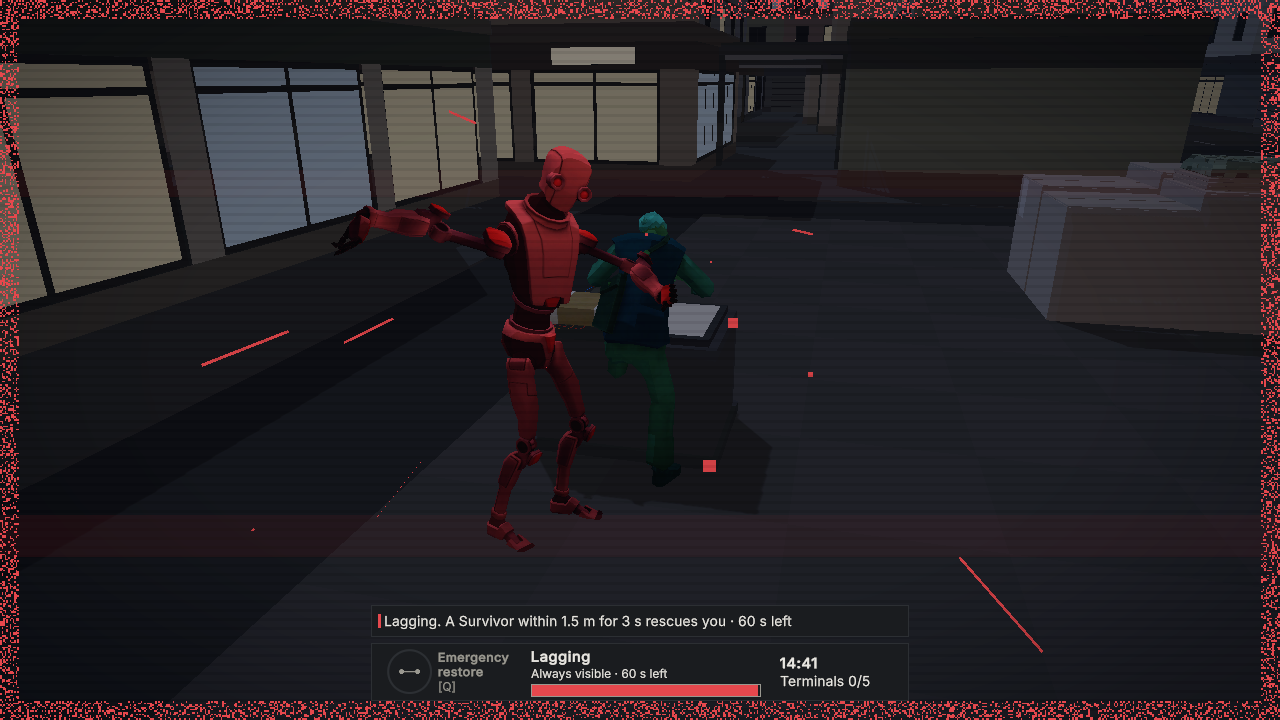 Lagging. A Survivor within 1.5 m for 3 s rescues you · 60 s left
Emergency
restore
[Q]
Lagging
Always visible · 60 s left
14:41
Terminals 0/5